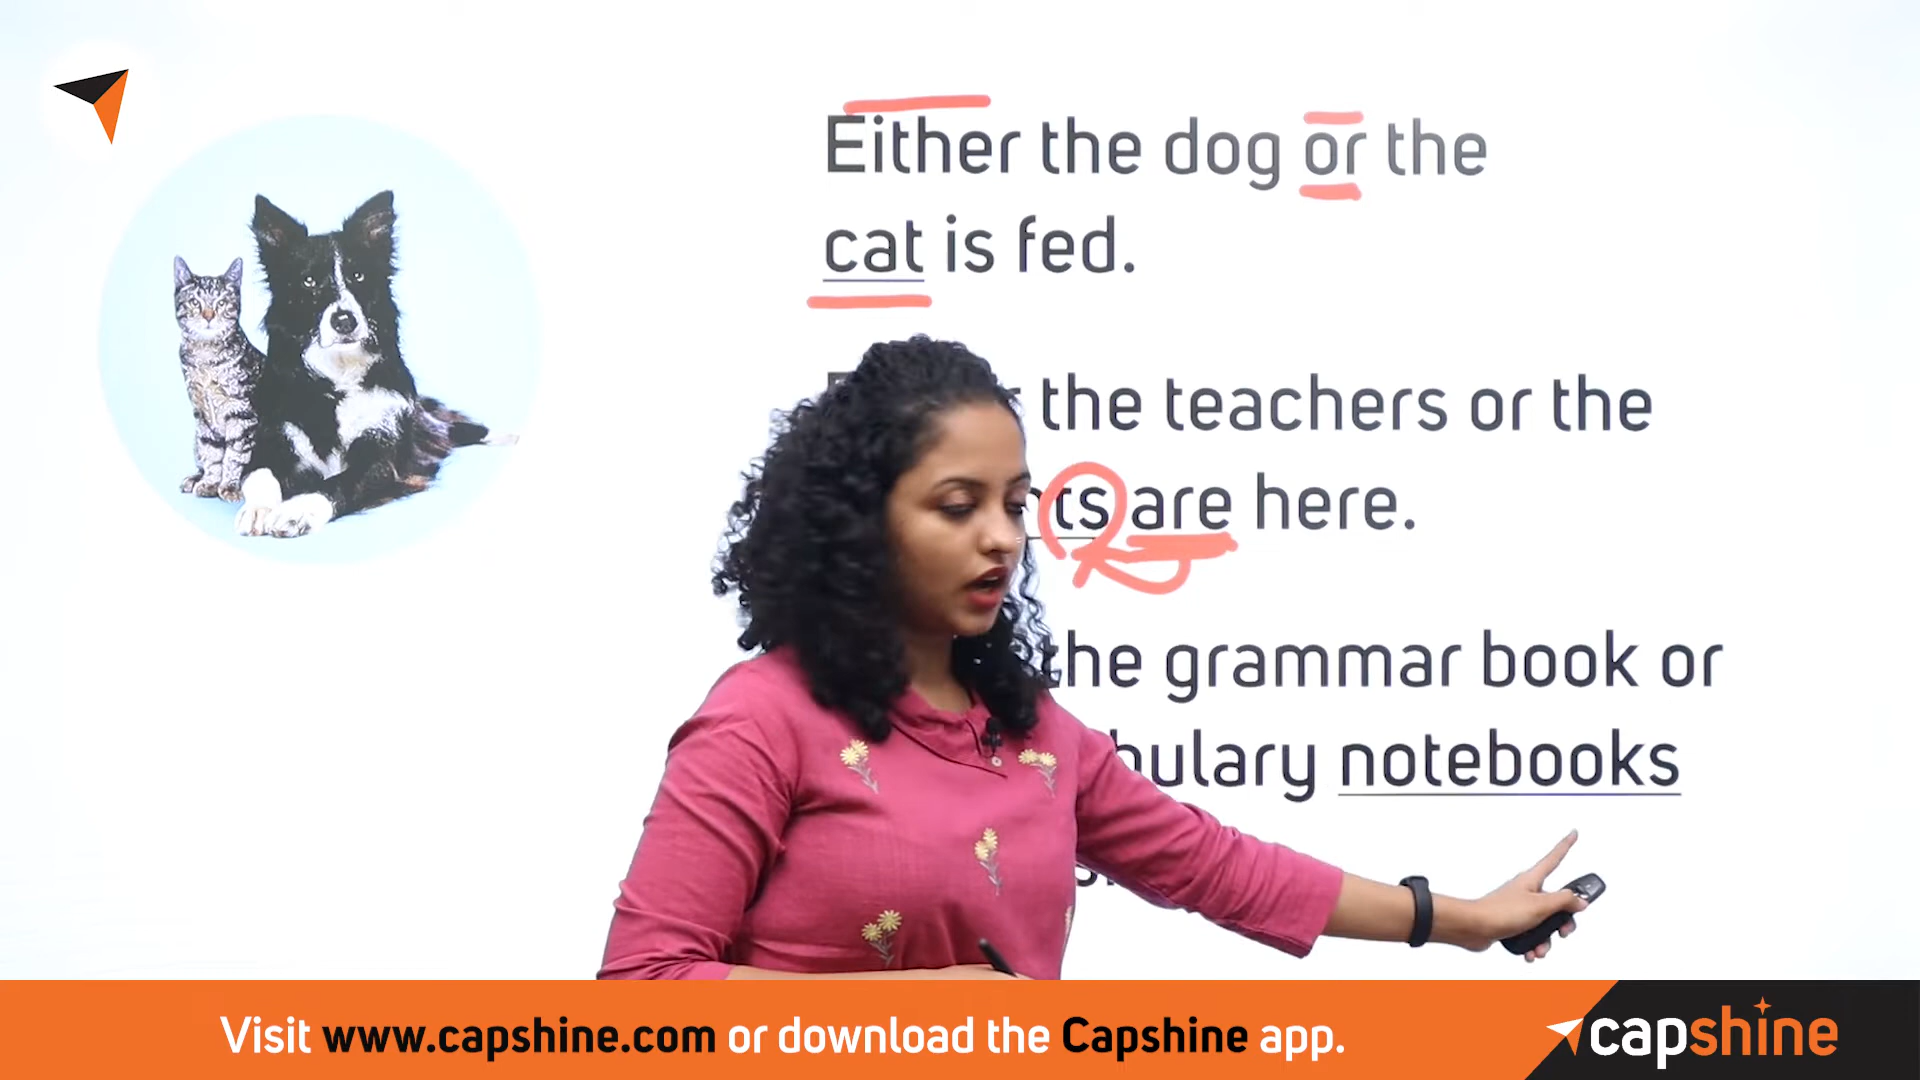 Either the dog or the
cat is fed.
the teachers or the
are here.
the grammar book or
notebooks
Visit www.capshine.com or download the Capshine app.
capshine